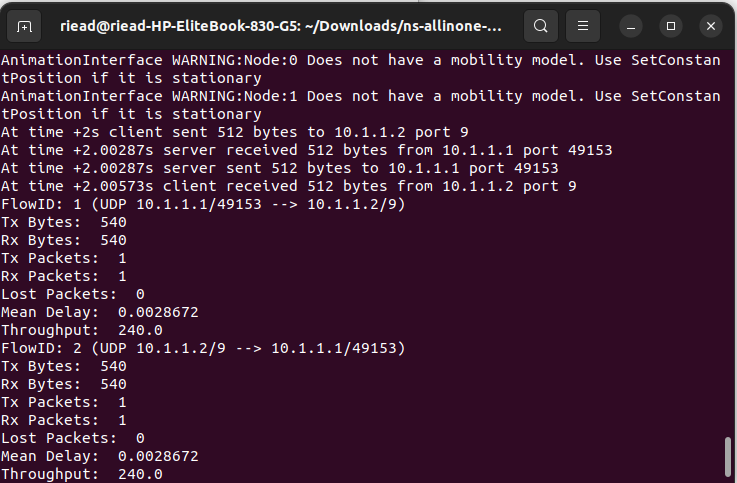 riead@riead-HP-EliteBook-830-G5: ~/Downloads/ns-allinone-...
AnimationInterface WARNING:Node:0 Does not have a mobility model. Use SetConstan
tPosition if it is stationary
AnimationInterface WARNING:Node:1 Does not have a mobility model. Use SetConstan
tPosition if it is stationary
At time +2s client sent 512 bytes to 10.1.1.2 port 9
At time +2.00287s server received 512 bytes from 10.1.1.1 port 49153
At time +2.00287s server sent 512 bytes to 10.1.1.1 port 49153
At time +2.00573s client received 512 bytes from 10.1.1.2 port 9
FlowID: 1 (UDP 10.1.1.1/49153 --> 10.1.1.2/9)
Tx Bytes:  540
Rx Bytes:  540
Tx Packets:  1
Rx Packets:  1
Lost Packets:  0
Mean Delay:  0.0028672
Throughput:  240.0
FlowID: 2 (UDP 10.1.1.2/9 --> 10.1.1.1/49153)
Tx Bytes:  540
Rx Bytes:  540
Tx Packets:  1
Rx Packets:  1
Lost Packets:  0
Mean Delay:  0.0028672
Throughput:  240.0